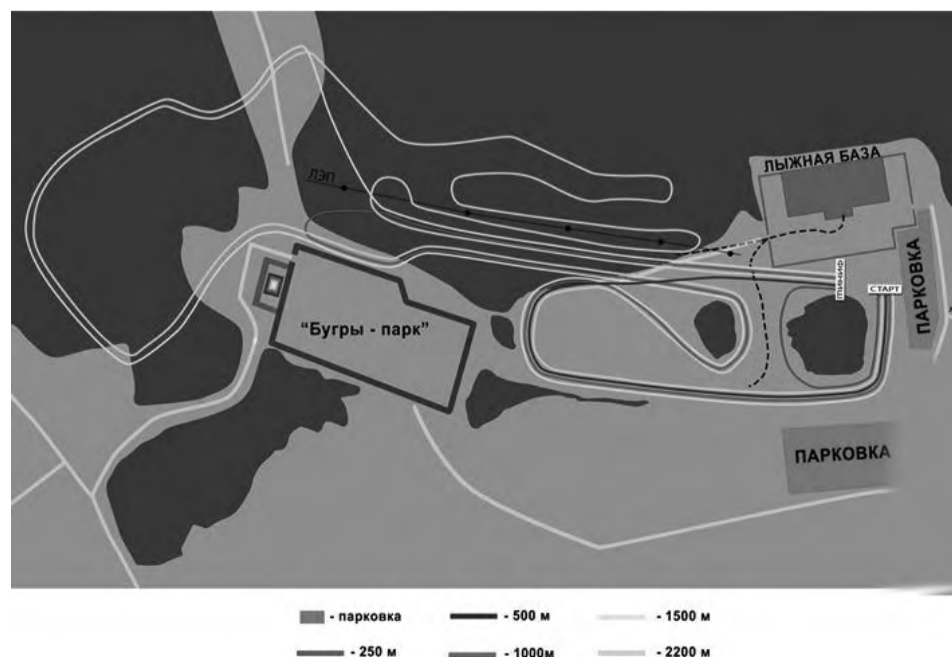 ЛЫЖНАЯ БАЗА
ЛЭП
ПАРКОВКА
ФИНИШ
СТАРТ
“Бугры - парк”
ПАРКОВКА
- парковка
- 500 м
- 1500 м
- 250 м
- 1000м
- 2200 м